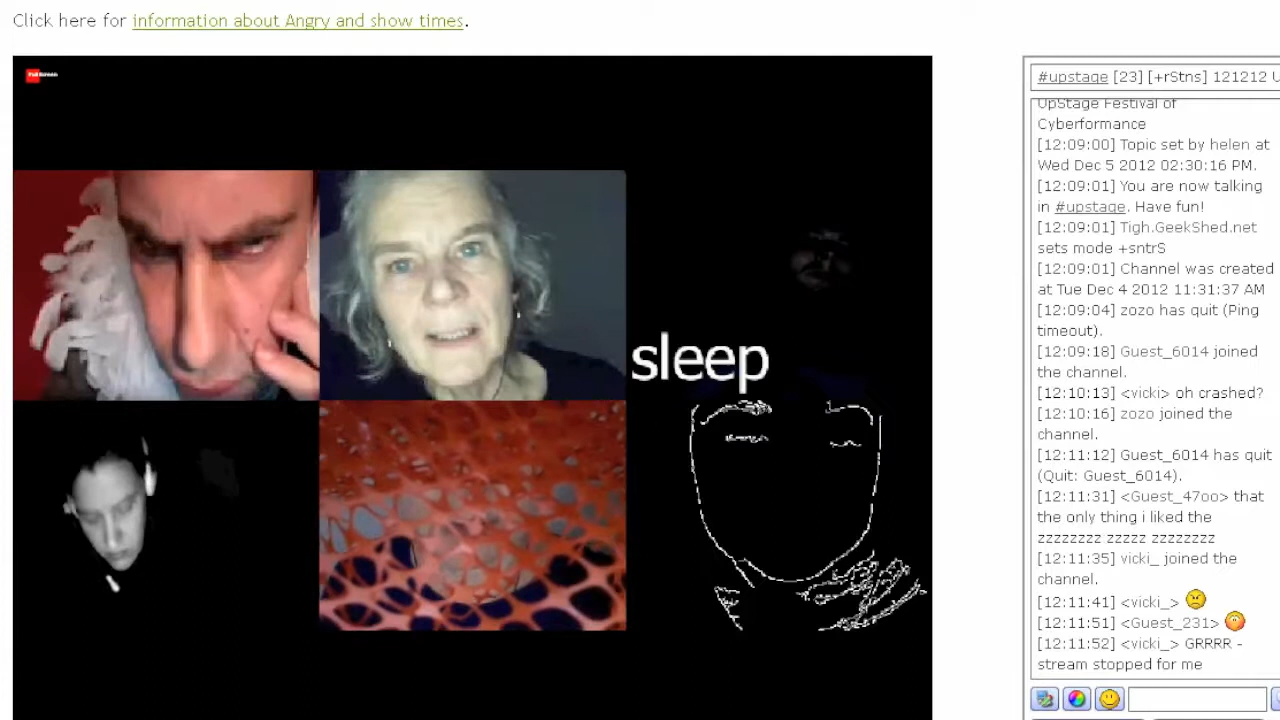 Click here for information about Angry and show times.
Full Screen
sleep
#upstage [23] [+rStns] 121212 U
UpStage Festival of
Cyberformance
[12:09:00] Topic set by helen at
Wed Dec 5 2012 02:30:16 PM.
[12:09:01] You are now talking
in #upstage. Have fun!
[12:09:01] Tigh.GeekShed.net
sets mode +sntrS
[12:09:01] Channel was created
at Tue Dec 4 2012 11:31:37 AM
[12:09:04] zozo has quit (Ping
timeout).
[12:09:18] Guest_6014 joined
the channel.
[12:10:13] <vicki> oh crashed?
[12:10:16] zozo joined the
channel.
[12:11:12] Guest_6014 has quit
(Quit: Guest_6014).
[12:11:31] <Guest_47oo> that
the only thing i liked the
zzzzzzzz zzzzz zzzzzzzz
[12:11:35] vicki_ joined the
channel.
[12:11:41] <vicki_>
[12:11:51] <Guest_231>
[12:11:52] <vicki_> GRRRR -
stream stopped for me